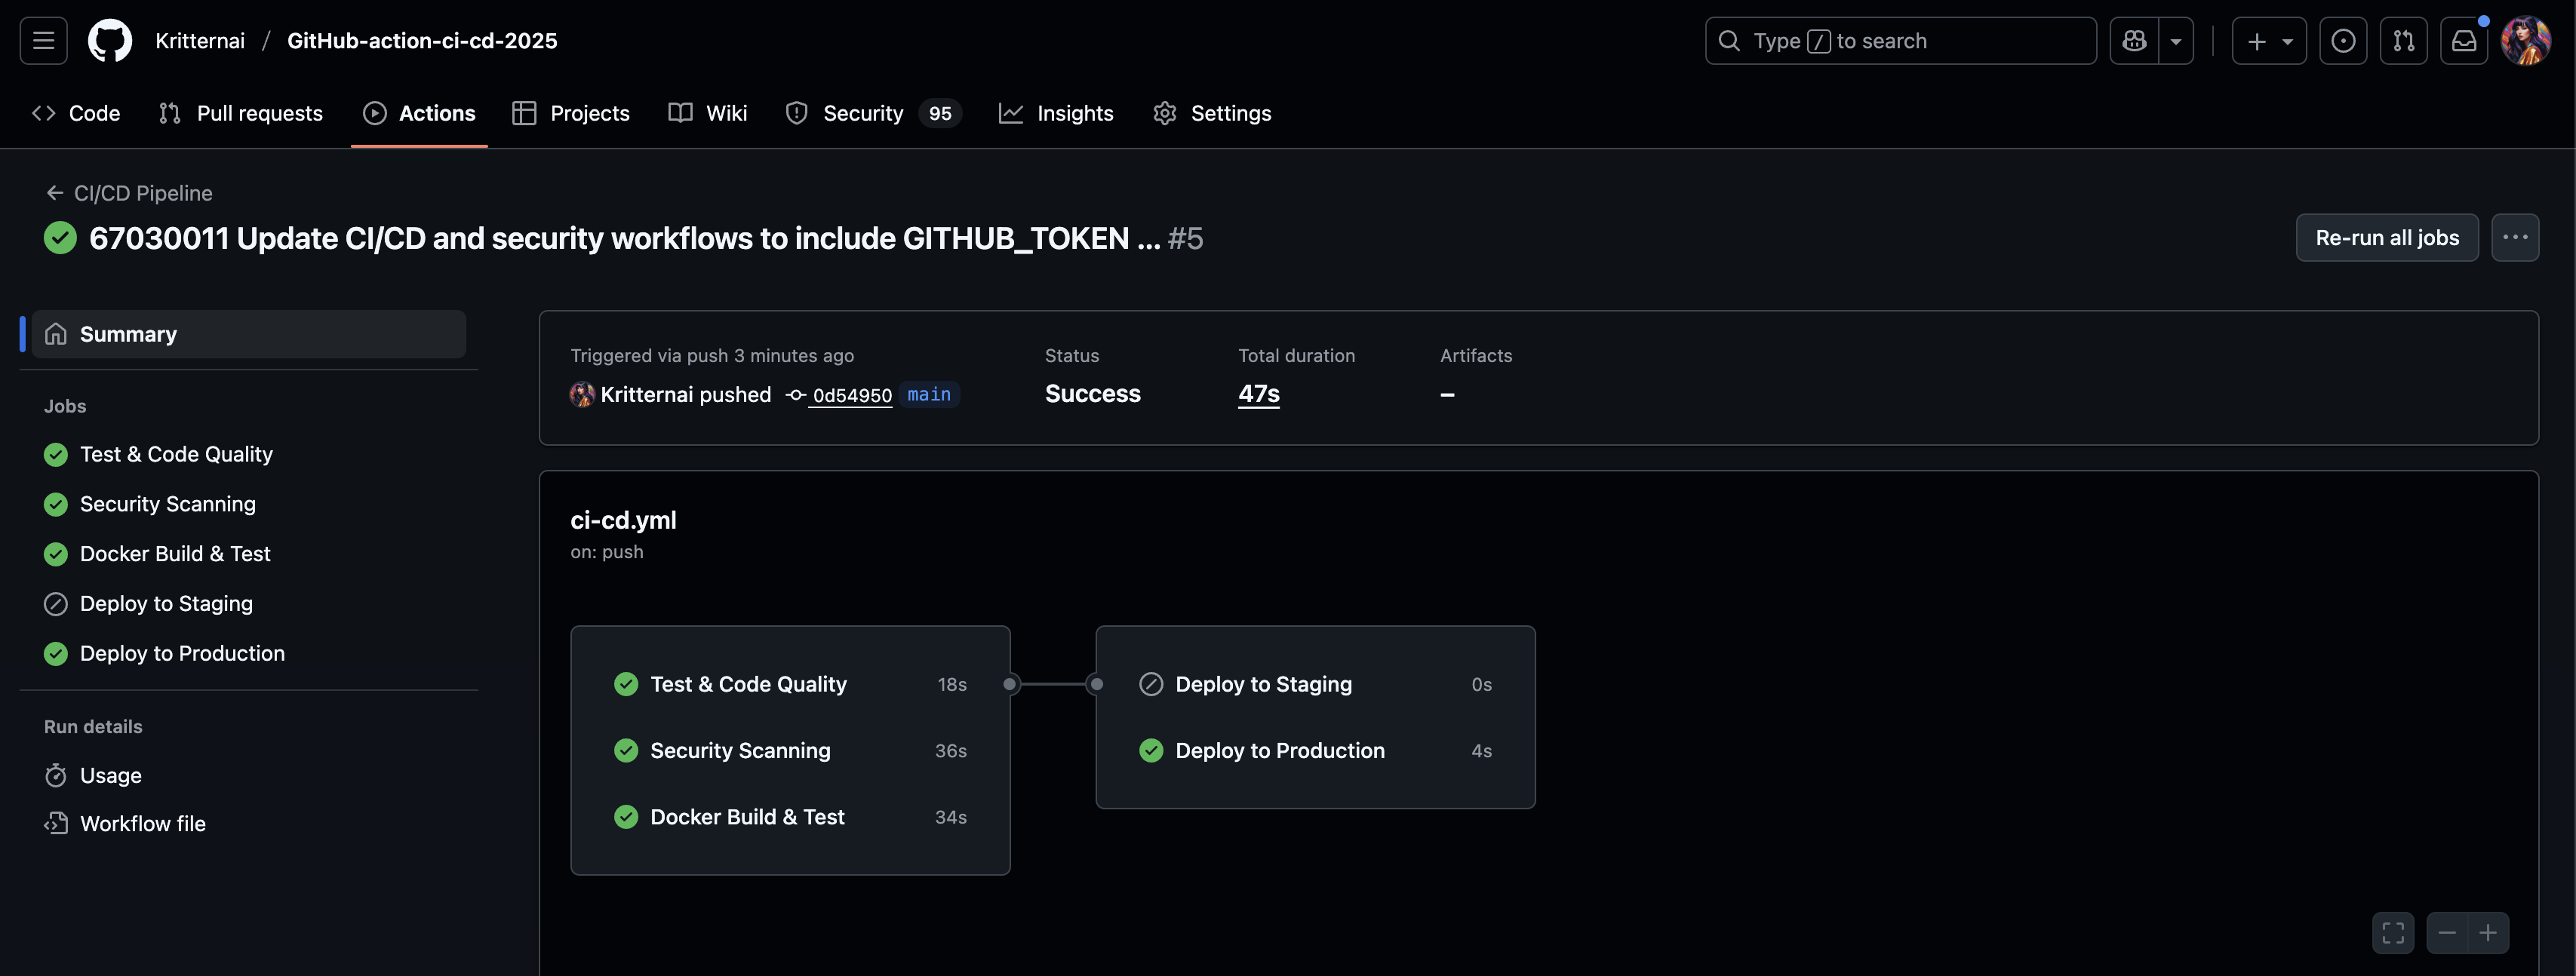 Kritternai / GitHub-action-ci-cd-2025
Type / to search
Code Pull requests Actions Projects Wiki Security 95 Insights Settings
CI/CD Pipeline
67030011 Update CI/CD and security workflows to include GITHUB_TOKEN ... #5
Re-run all jobs
Summary
Jobs
Test & Code Quality
Security Scanning
Docker Build & Test
Deploy to Staging
Deploy to Production
Run details
Usage
Workflow file
Triggered via push 3 minutes ago
Kritternai pushed 0d54950 main
Status
Success
Total duration
47s
Artifacts
–
ci-cd.yml
on: push
Test & Code Quality 18s
Security Scanning 36s
Docker Build & Test 34s
Deploy to Staging 0s
Deploy to Production 4s